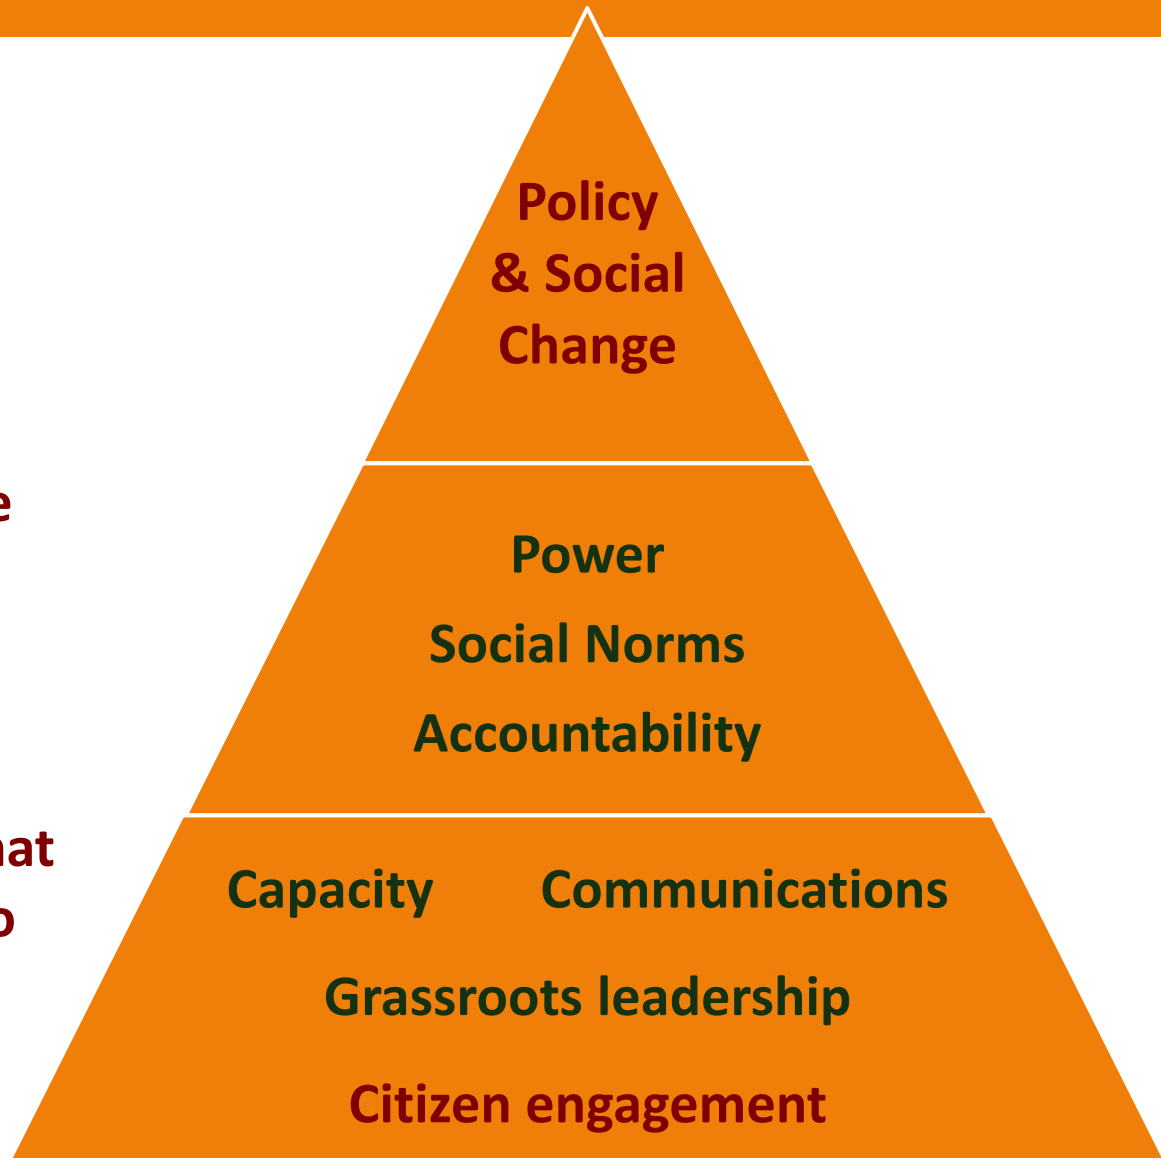 Policy
& Social
Change
Power
Social Norms
Accountability
Capacity Communications
Grassroots leadership
Citizen engagement